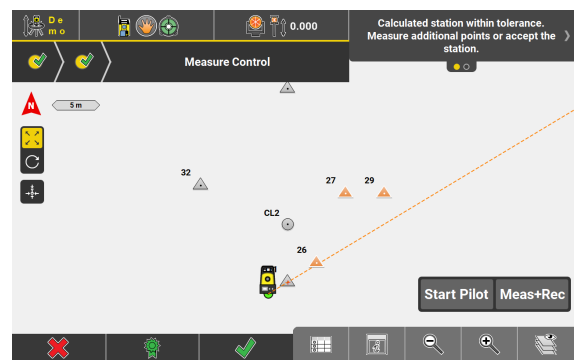 De
mo
0.000
Calculated station within tolerance.
Measure additional points or accept the
station.
Measure Control
N
5 m
32
27
29
CL2
26
Start Pilot
Meas+Rec